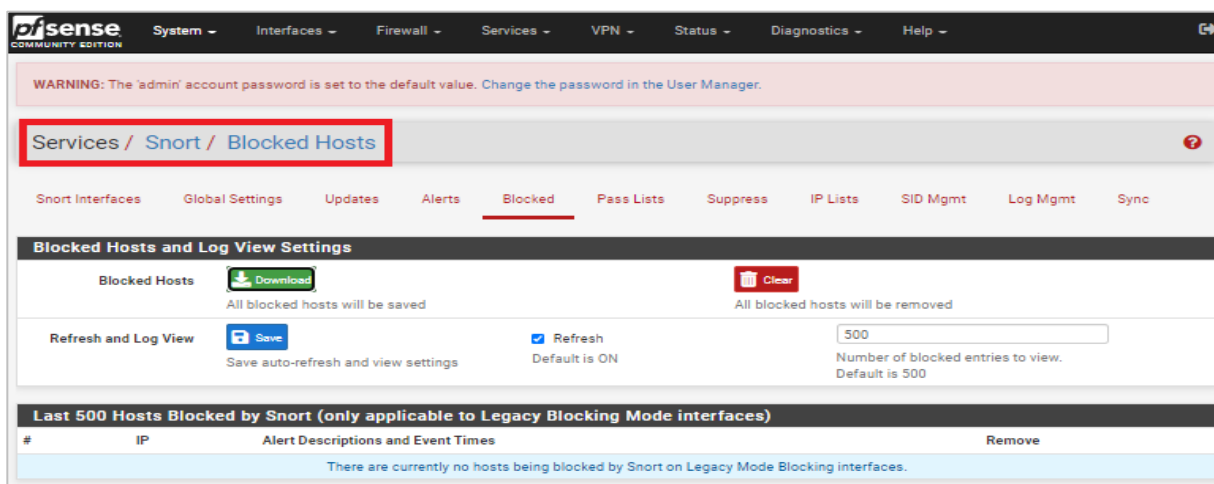 pfsense System Interfaces Firewall Services VPN Status Diagnostics Help
COMMUNITY EDITION
WARNING: The 'admin' account password is set to the default value. Change the password in the User Manager.
Services / Snort / Blocked Hosts
Snort Interfaces Global Settings Updates Alerts Blocked Pass Lists Suppress IP Lists SID Mgmt Log Mgmt Sync
Blocked Hosts and Log View Settings
Blocked Hosts Download Clear
All blocked hosts will be saved All blocked hosts will be removed
Refresh and Log View Save Refresh 500
Save auto-refresh and view settings Default is ON Number of blocked entries to view.
Default is 500
Last 500 Hosts Blocked by Snort (only applicable to Legacy Blocking Mode interfaces)
# IP Alert Descriptions and Event Times Remove
There are currently no hosts being blocked by Snort on Legacy Mode Blocking interfaces.